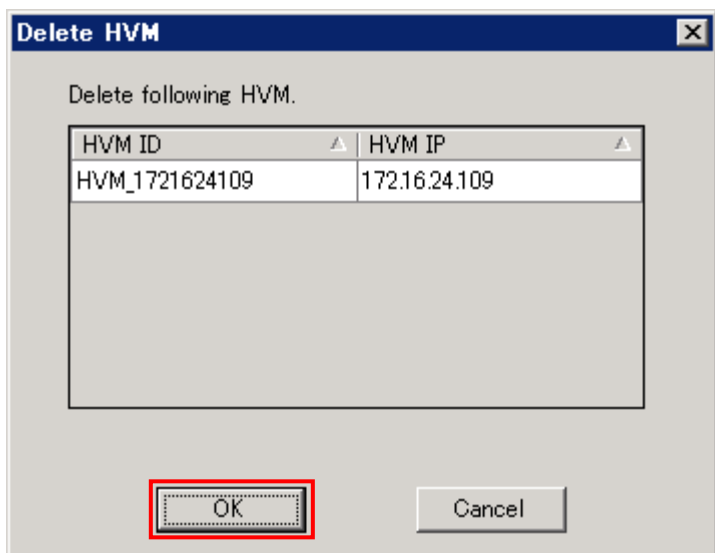 Delete HVM
Delete following HVM.
HVM ID HVM IP
HVM_1721624109 172.16.24.109
OK Cancel